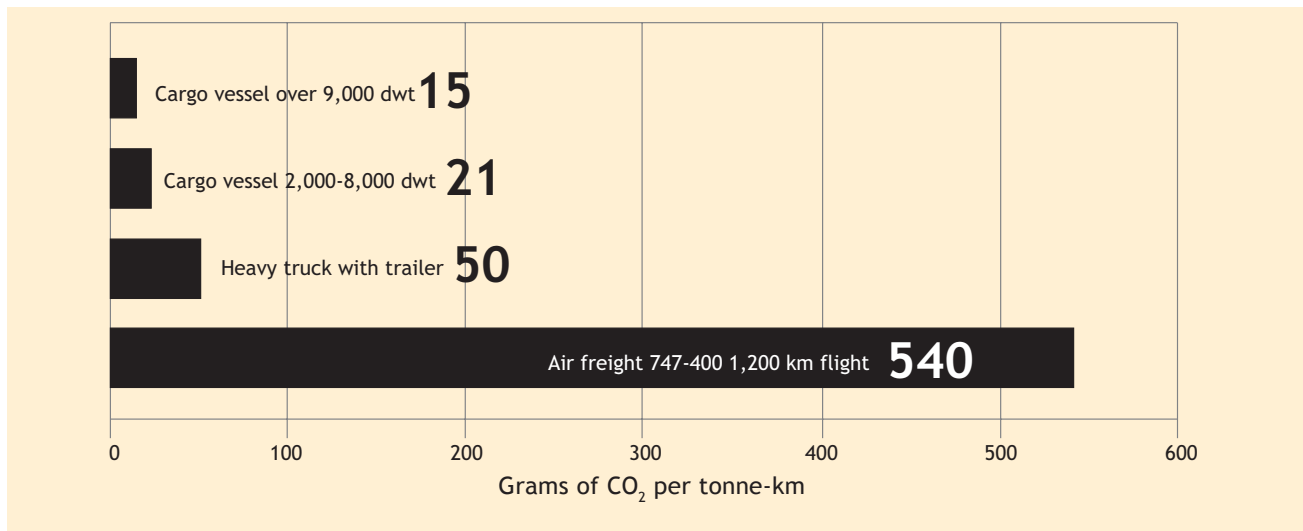 Cargo vessel over 9,000 dwt 15
Cargo vessel 2,000-8,000 dwt 21
Heavy truck with trailer 50
Air freight 747-400 1,200 km flight 540
0 100 200 300 400 500 600
Grams of CO₂ per tonne-km